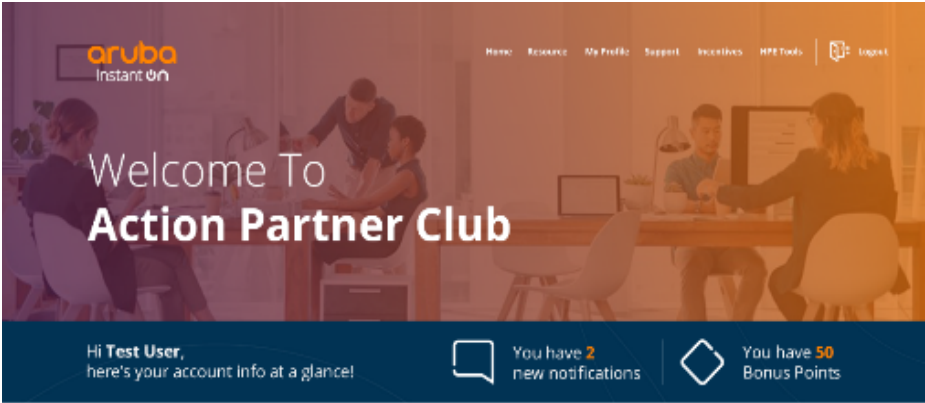 aruba
Instant On
Home Resource My Profile Support Incentives HPE Tools Logout
Welcome To
Action Partner Club
Hi Test User,
here's your account info at a glance!
You have 2
new notifications
You have 50
Bonus Points